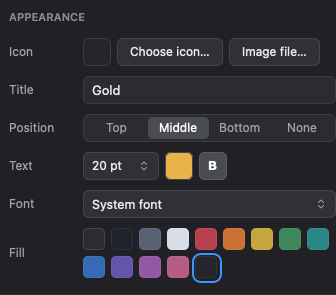 APPEARANCE
Icon Choose icon... Image file...
Title Gold
Position Top Middle Bottom None
Text 20 pt B
Font System font
Fill